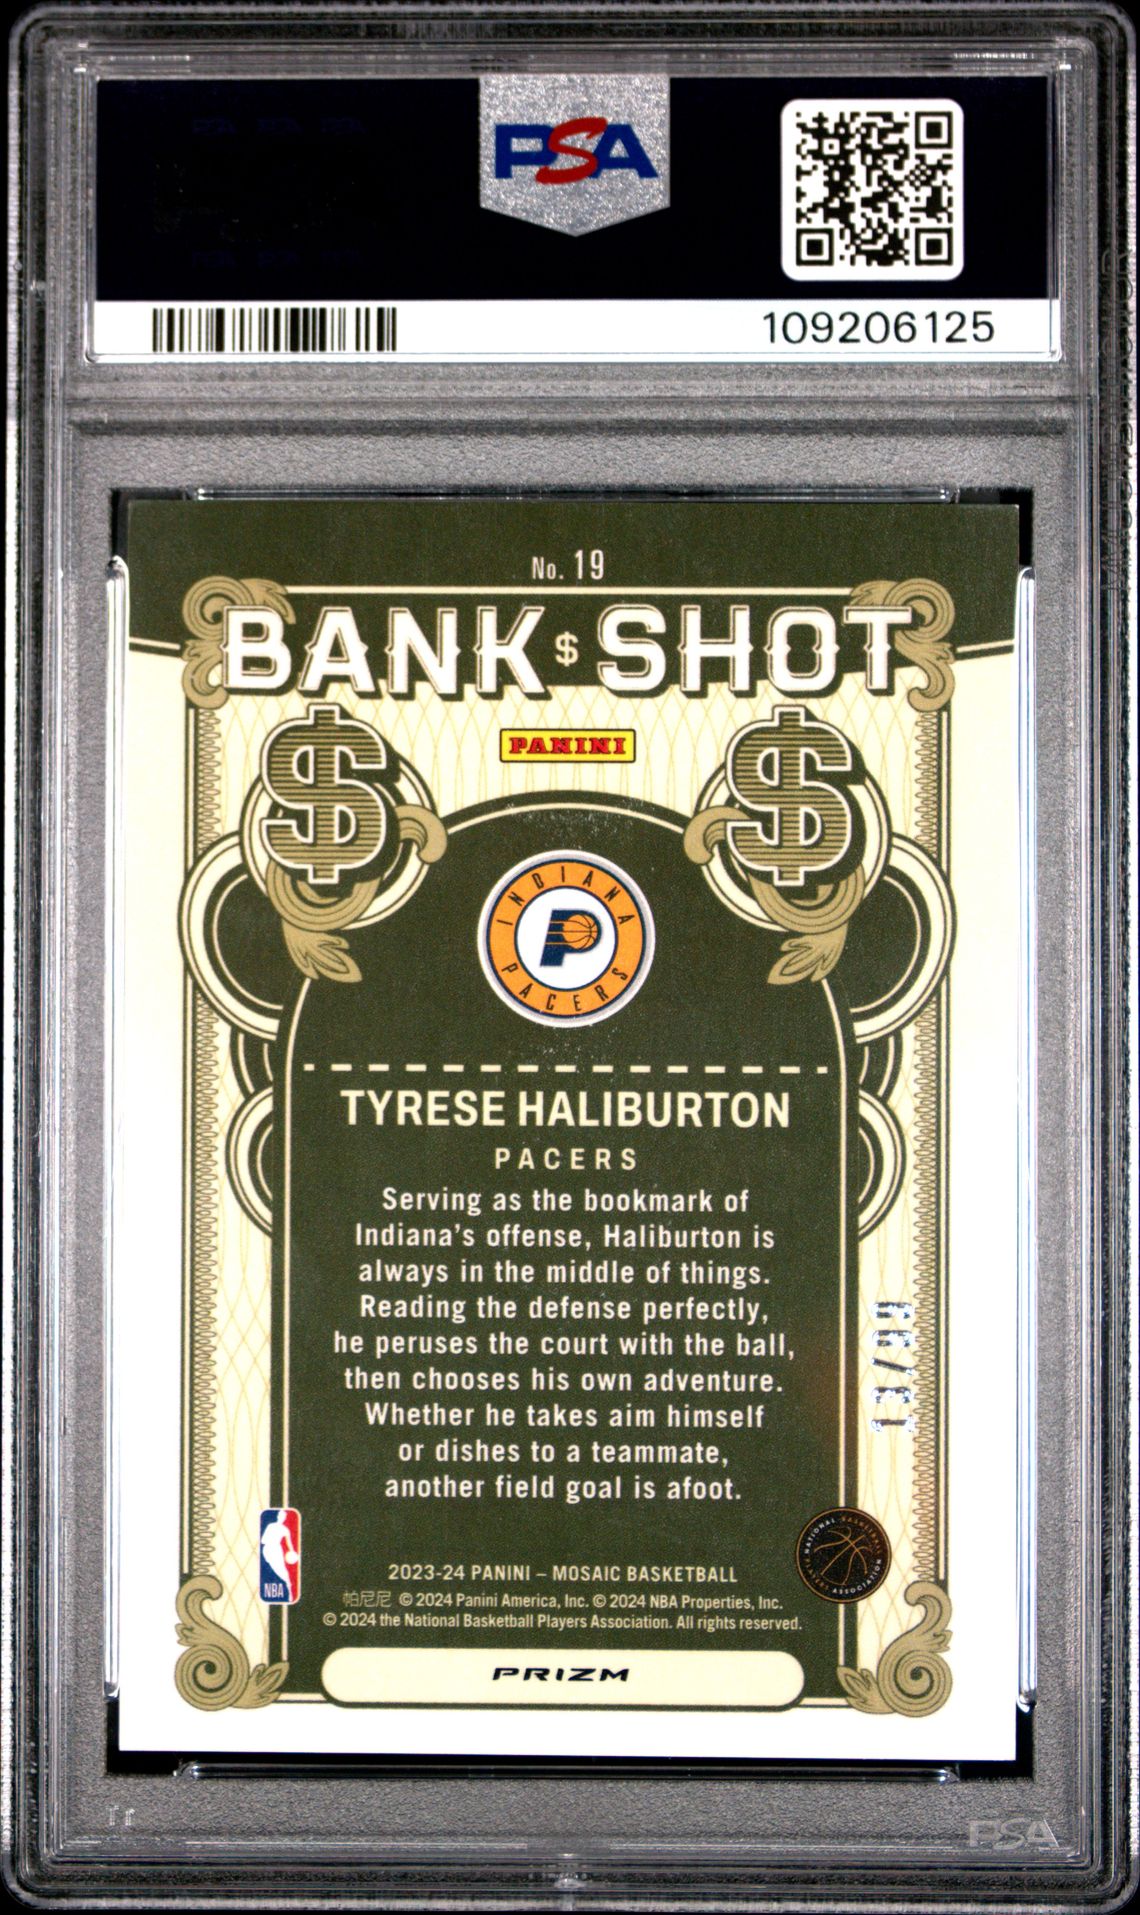 PSA
109206125
No. 19
BANK $ SHOT
$ $
PANINI
INDIANA PACERS
TYRESE HALIBURTON
PACERS
Serving as the bookmark of
Indiana's offense, Haliburton is
always in the middle of things.
Reading the defense perfectly,
he peruses the court with the ball,
then chooses his own adventure.
Whether he takes aim himself
or dishes to a teammate,
another field goal is afoot.
13/99
NBA
NATIONAL BASKETBALL PLAYERS ASSOCIATION
2023-24 PANINI – MOSAIC BASKETBALL
帕尼尼 © 2024 Panini America, Inc. © 2024 NBA Properties, Inc.
© 2024 the National Basketball Players Association. All rights reserved.
PRIZM
PSA